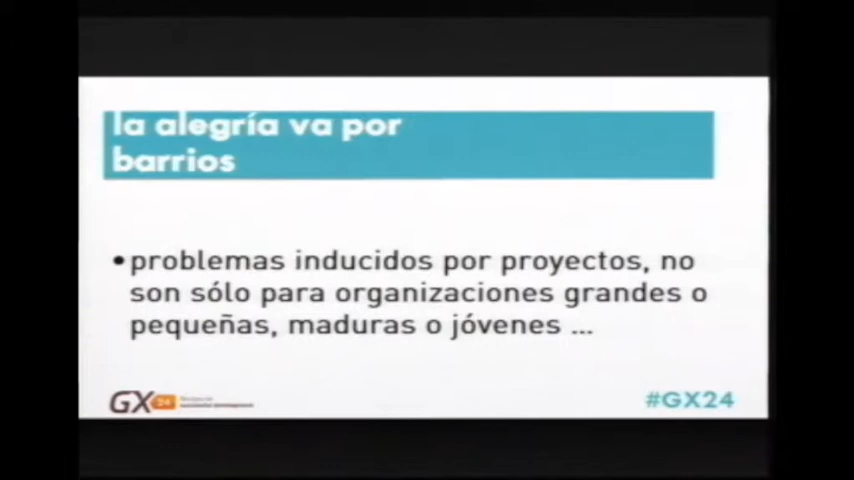 la alegría va por
barrios
•problemas inducidos por proyectos, no
son sólo para organizaciones grandes o
pequeñas, maduras o jóvenes ...
GX24
#GX24